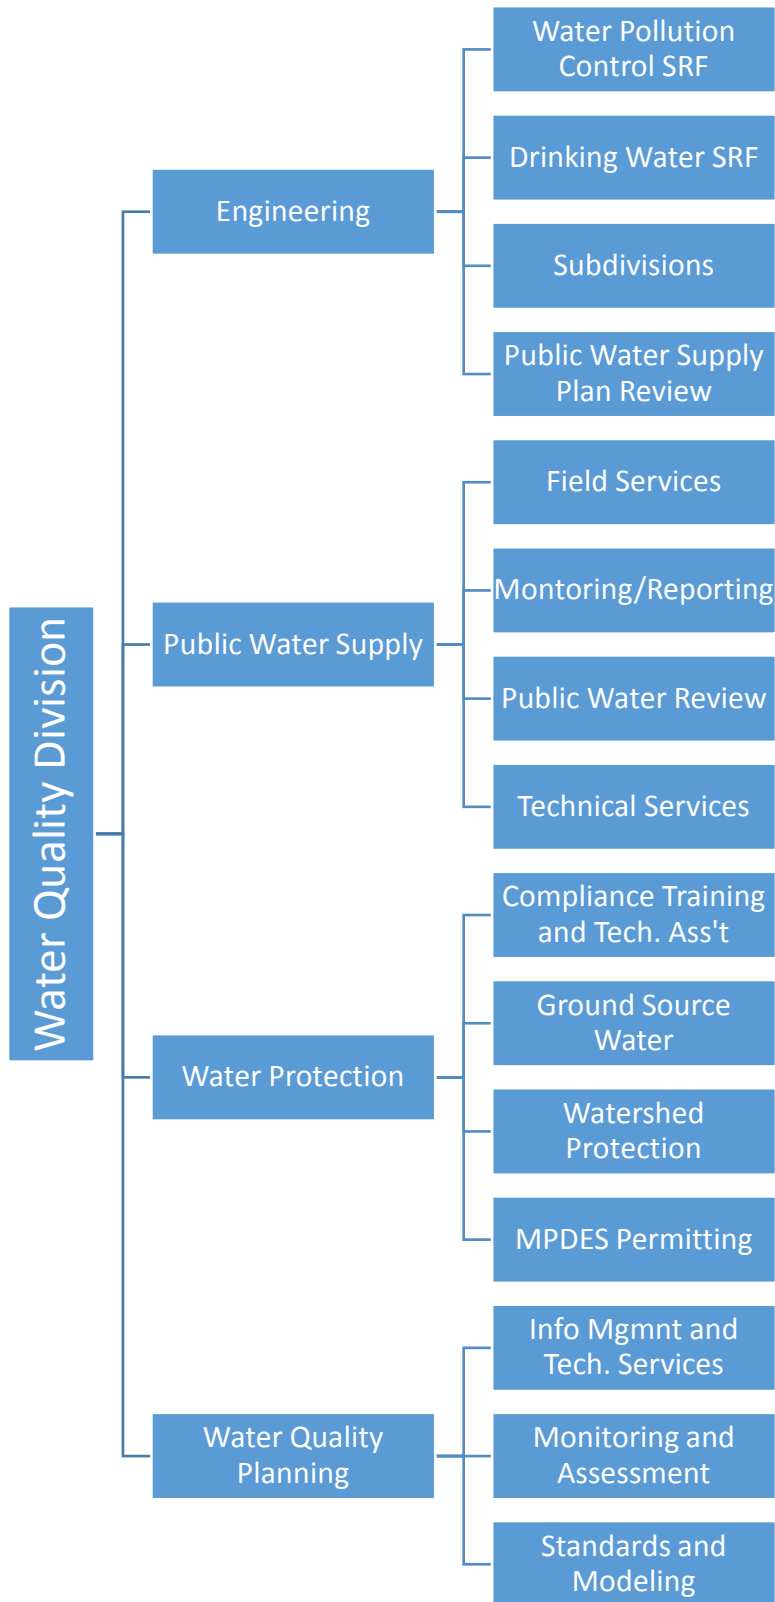 Water Quality Division
Engineering
Water Pollution
Control SRF
Drinking Water SRF
Subdivisions
Public Water Supply
Plan Review
Public Water Supply
Field Services
Montoring/Reporting
Public Water Review
Technical Services
Water Protection
Compliance Training
and Tech. Ass't
Ground Source
Water
Watershed
Protection
MPDES Permitting
Water Quality
Planning
Info Mgmnt and
Tech. Services
Monitoring and
Assessment
Standards and
Modeling